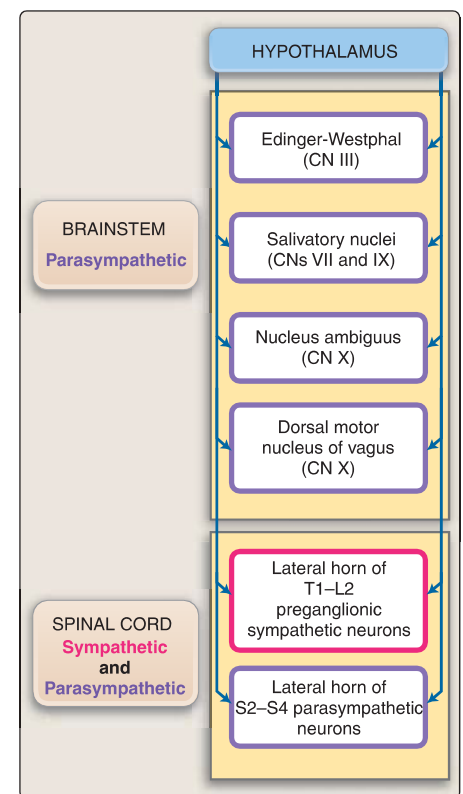 HYPOTHALAMUS
Edinger-Westphal
(CN III)
BRAINSTEM
Parasympathetic
Salivatory nuclei
(CNs VII and IX)
Nucleus ambiguus
(CN X)
Dorsal motor
nucleus of vagus
(CN X)
SPINAL CORD
Sympathetic
and
Parasympathetic
Lateral horn of
T1–L2
preganglionic
sympathetic neurons
Lateral horn of
S2–S4 parasympathetic
neurons